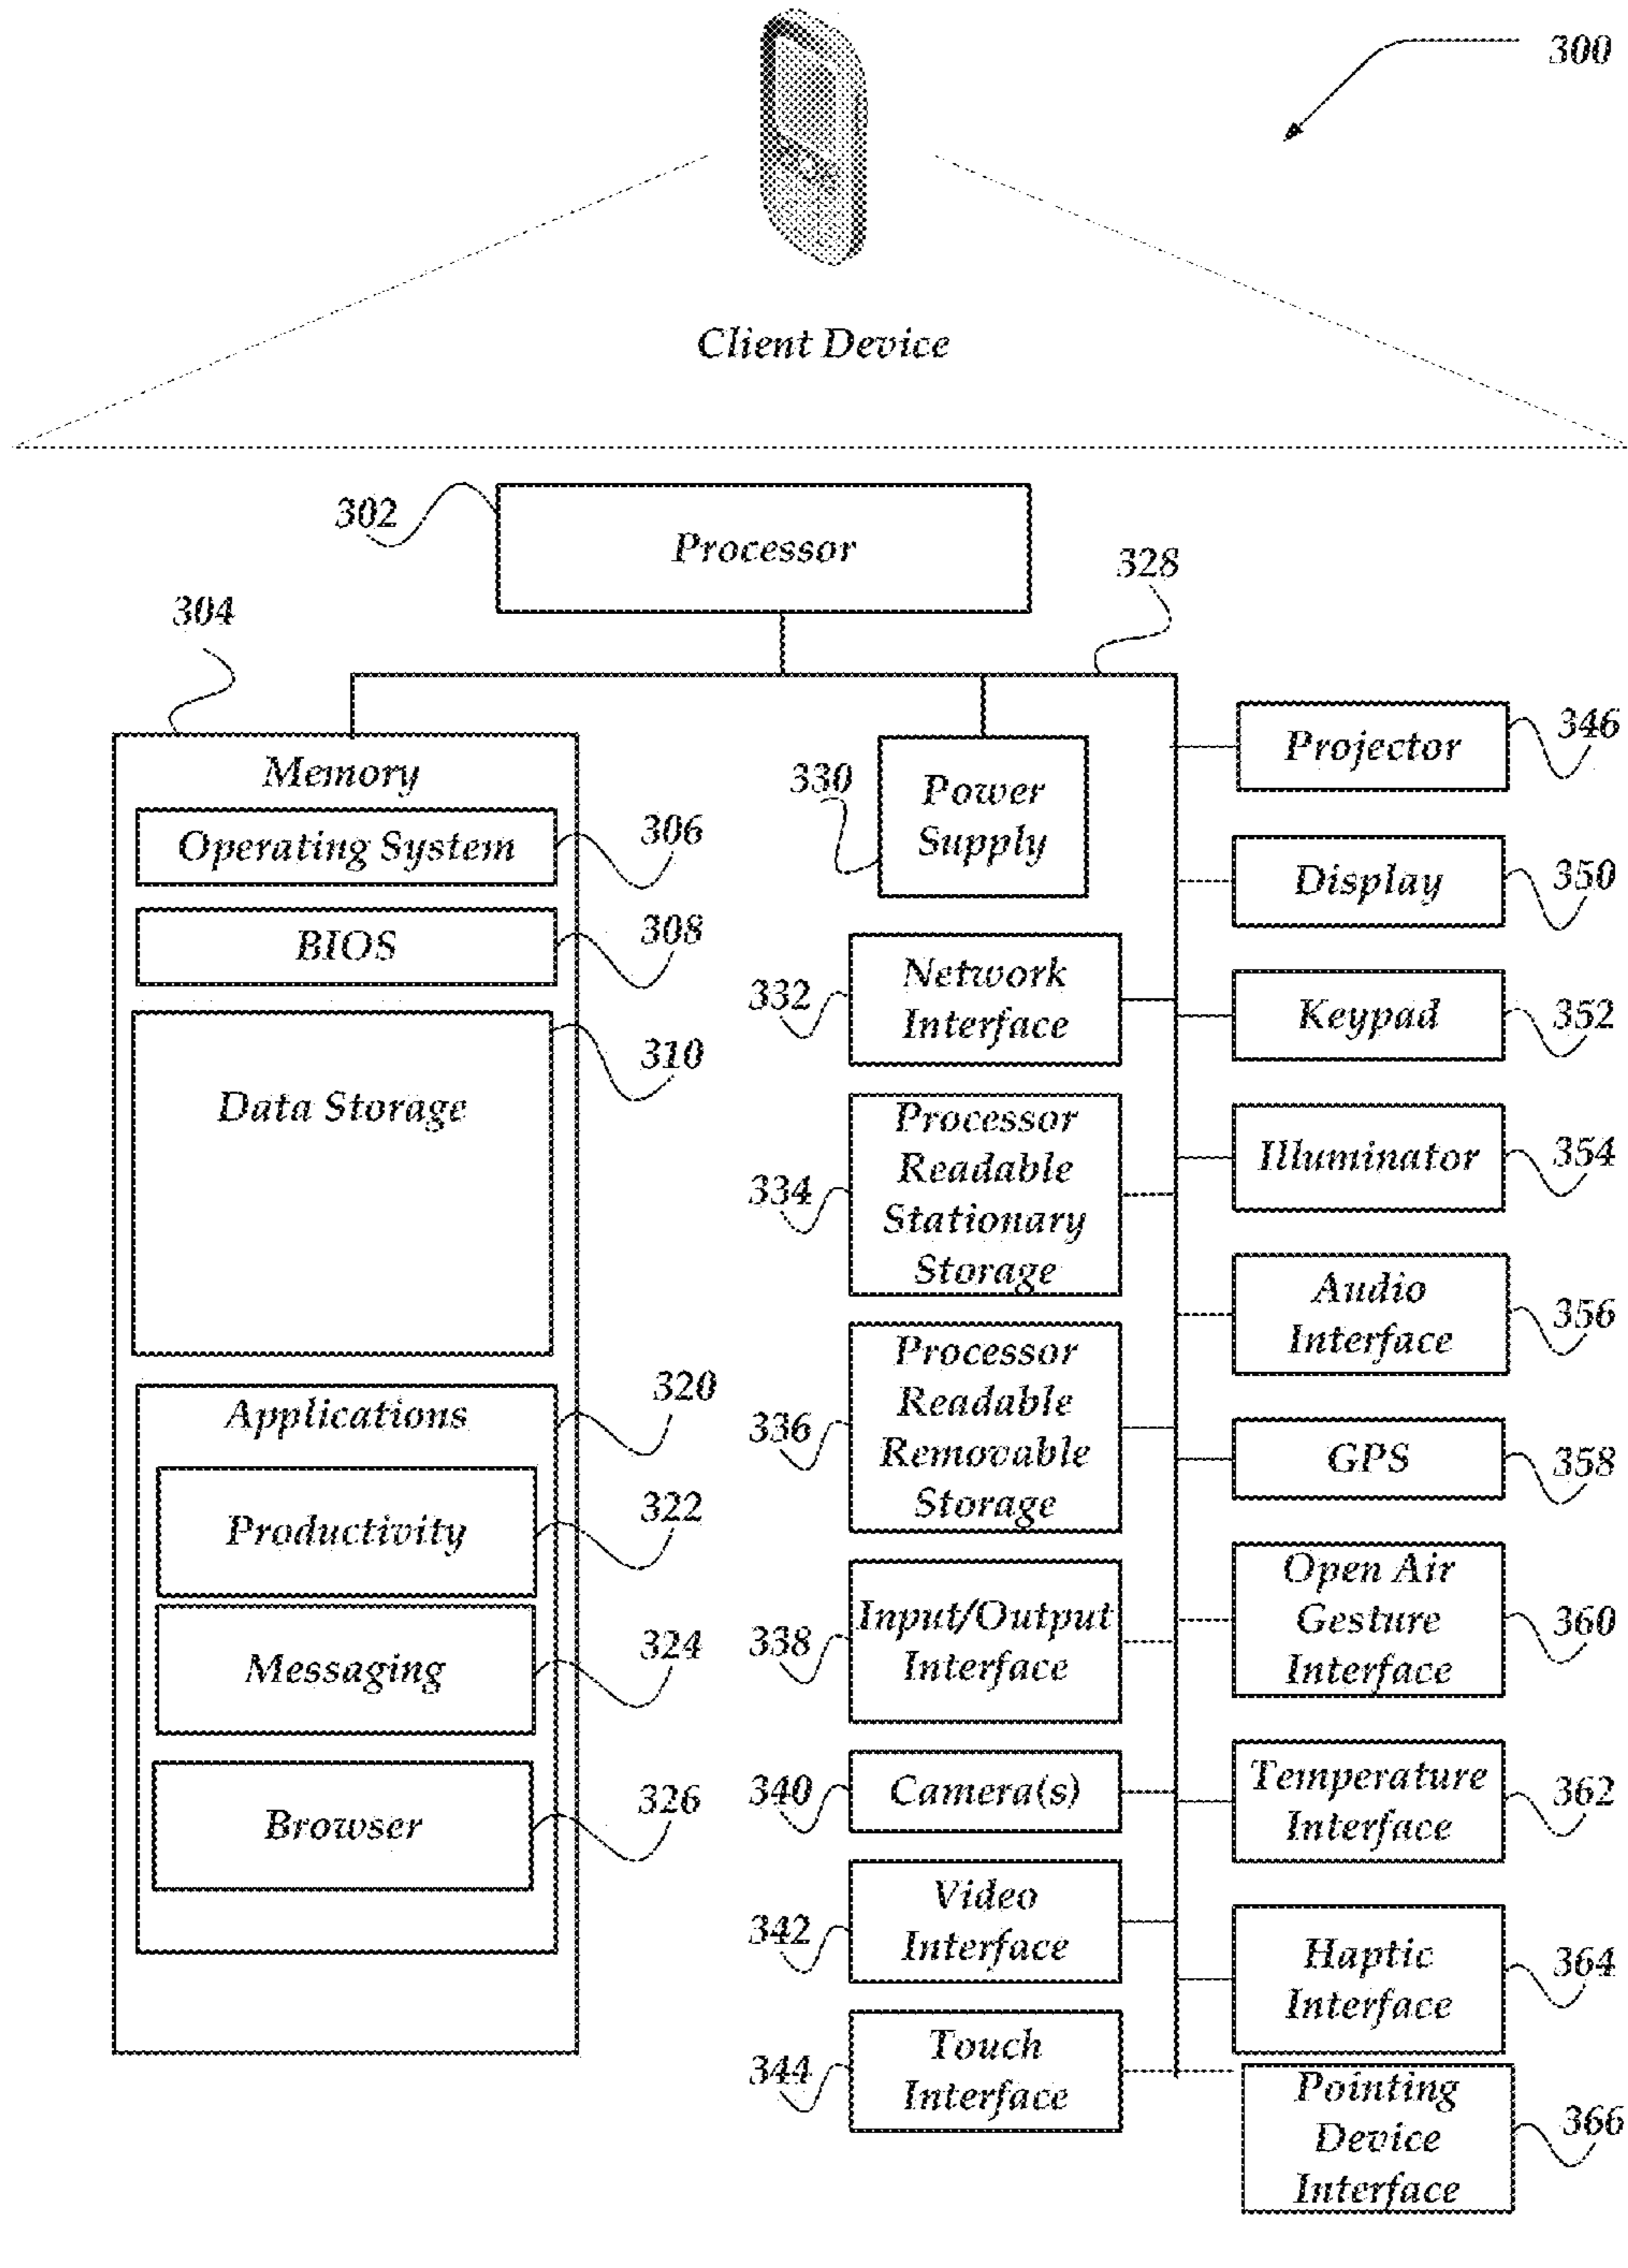 300
Client Device
302
Processor
328
304
Memory
Operating System
306
BIOS
308
Data Storage
310
Applications
320
Productivity
322
Messaging
324
Browser
326
330
Power
Supply
332
Network
Interface
334
Processor
Readable
Stationary
Storage
336
Processor
Readable
Removable
Storage
338
Input/Output
Interface
340
Camera(s)
342
Video
Interface
344
Touch
Interface
Projector
346
Display
350
Keypad
352
Illuminator
354
Audio
Interface
356
GPS
358
Open Air
Gesture
Interface
360
Temperature
Interface
362
Haptic
Interface
364
Pointing
Device
Interface
366